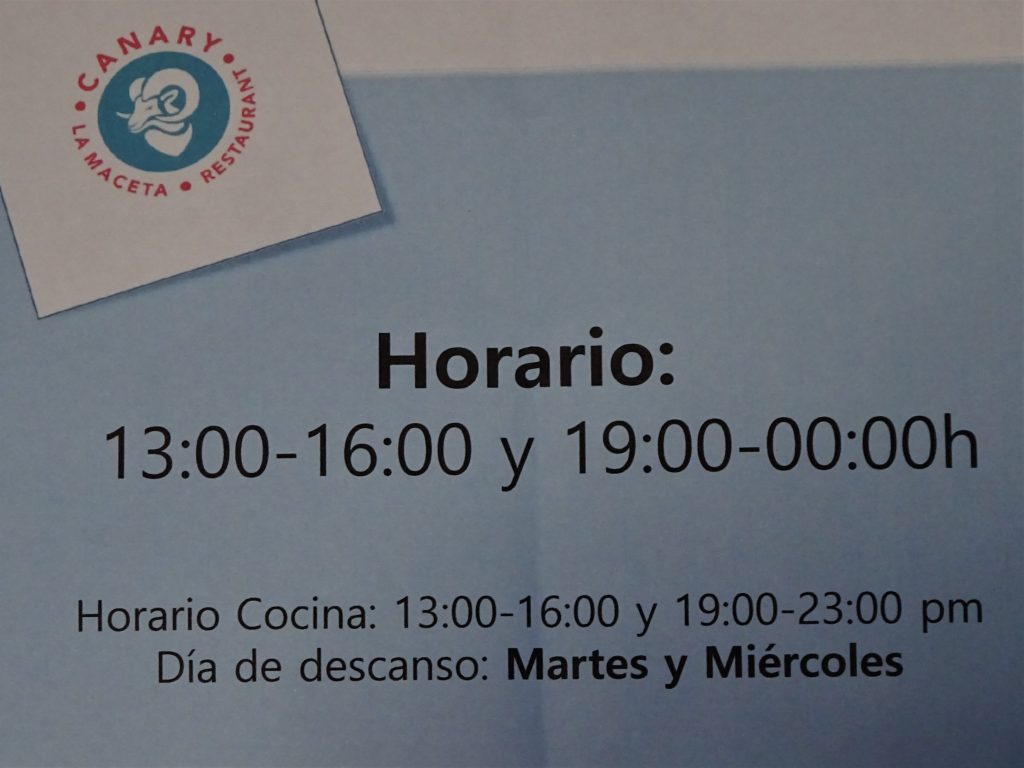 CANARY
LA MACETA • RESTAURANT
Horario:
13:00-16:00 y 19:00-00:00h
Horario Cocina: 13:00-16:00 y 19:00-23:00 pm
Día de descanso: Martes y Miércoles